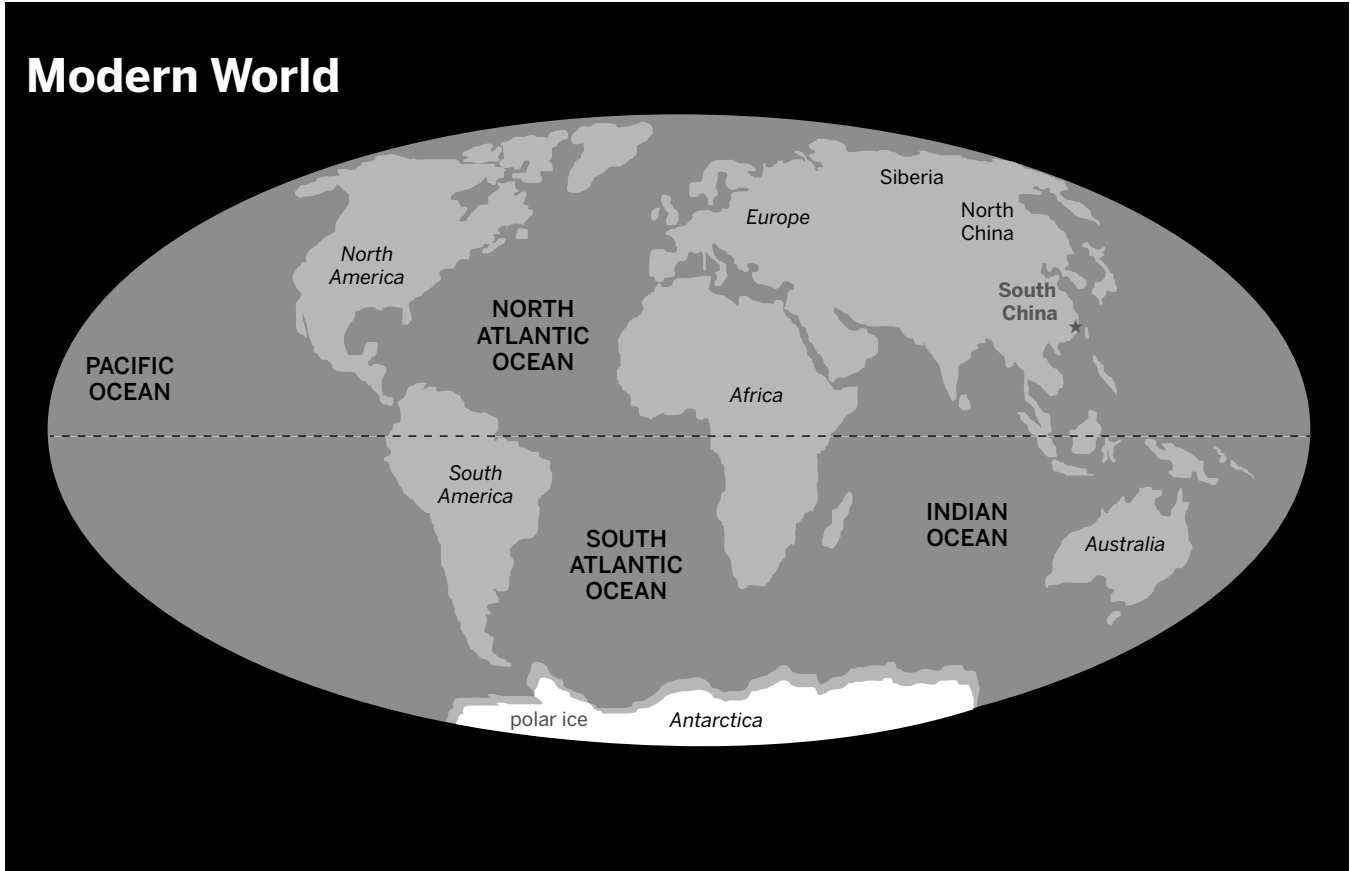 Modern World
Siberia
North
China
Europe
North
America
South
China
NORTH
ATLANTIC
OCEAN
PACIFIC
OCEAN
Africa
South
America
INDIAN
OCEAN
SOUTH
ATLANTIC
OCEAN
Australia
polar ice
Antarctica